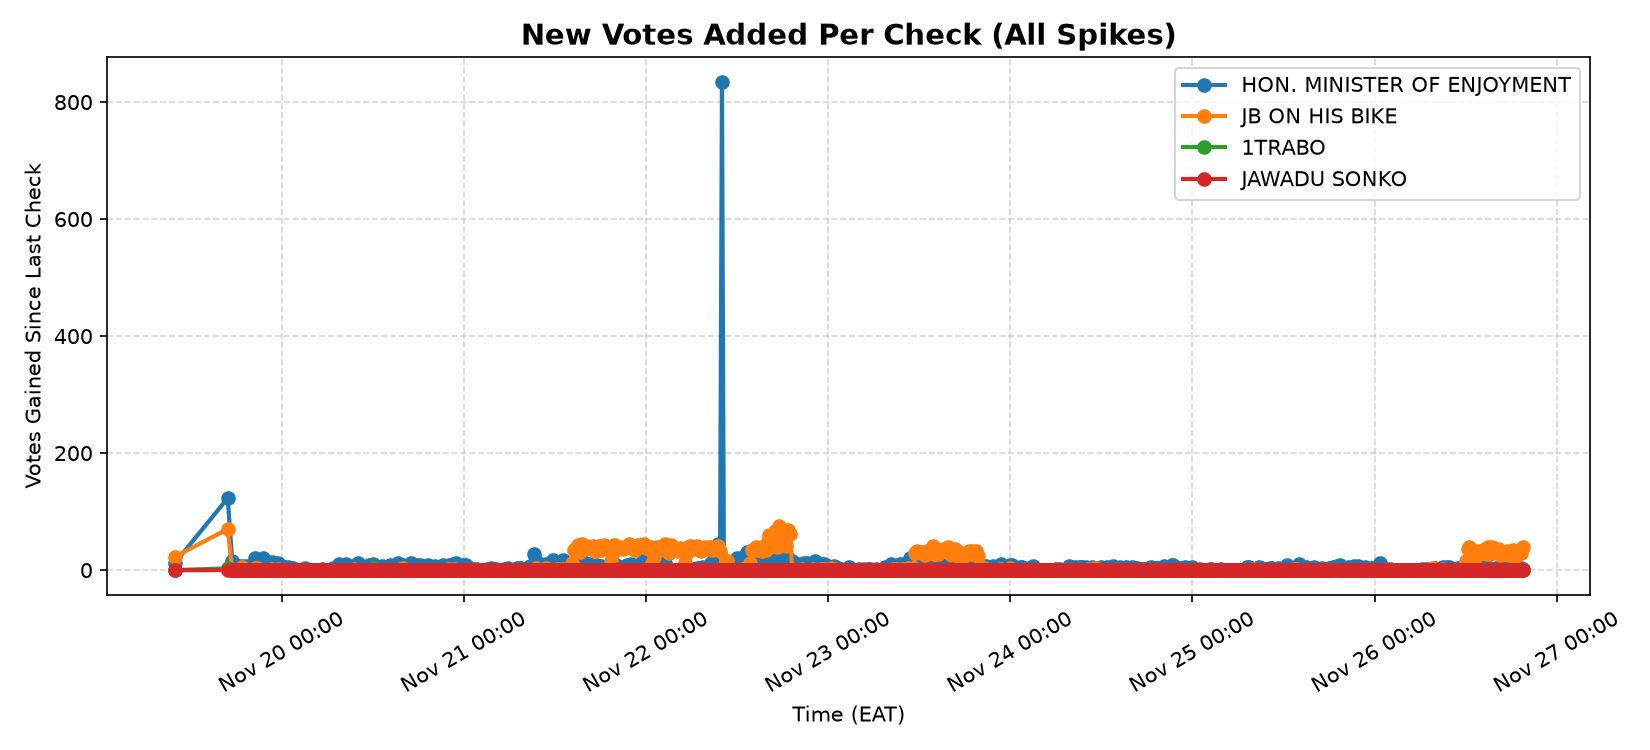 New Votes Added Per Check (All Spikes)
HON. MINISTER OF ENJOYMENT
JB ON HIS BIKE
1TRABO
JAWADU SONKO
Votes Gained Since Last Check
800
600
400
200
0
Nov 20 00:00
Nov 21 00:00
Nov 22 00:00
Nov 23 00:00
Nov 24 00:00
Nov 25 00:00
Nov 26 00:00
Nov 27 00:00
Time (EAT)